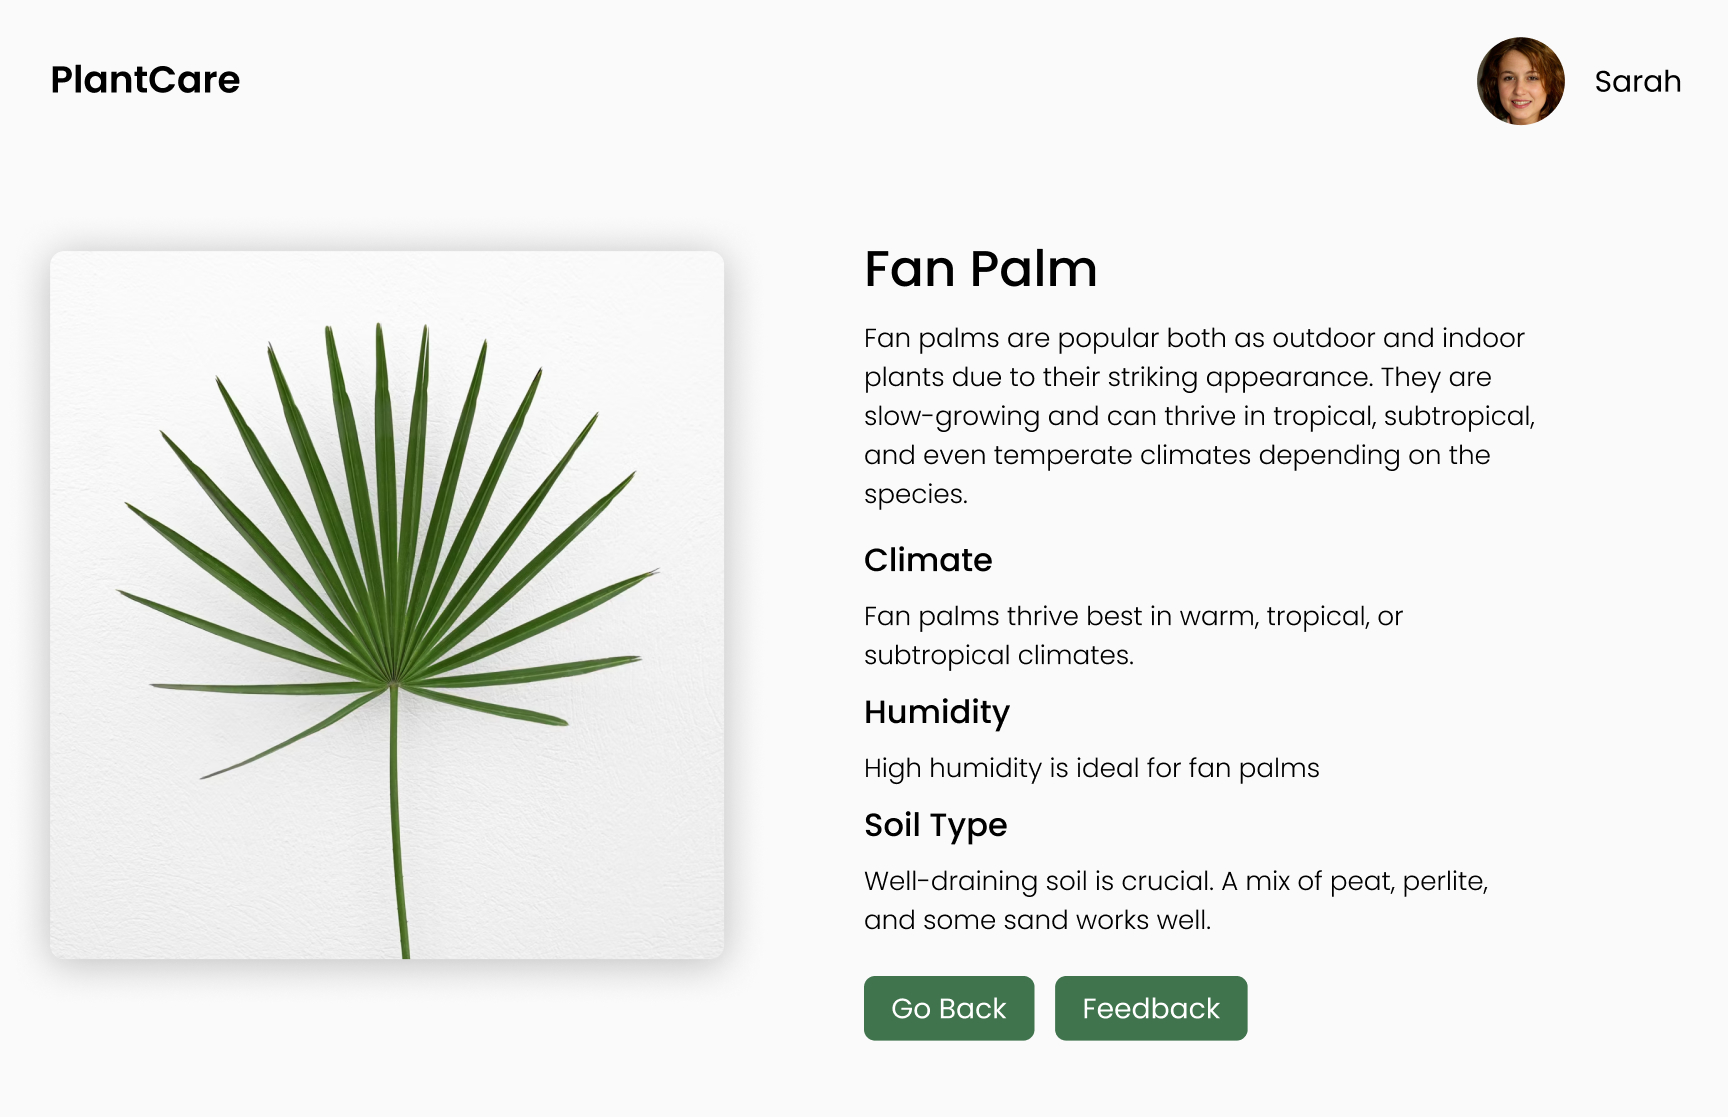 PlantCare
Sarah
Fan Palm
Fan palms are popular both as outdoor and indoor
plants due to their striking appearance. They are
slow-growing and can thrive in tropical, subtropical,
and even temperate climates depending on the
species.
Climate
Fan palms thrive best in warm, tropical, or
subtropical climates.
Humidity
High humidity is ideal for fan palms
Soil Type
Well-draining soil is crucial. A mix of peat, perlite,
and some sand works well.
Go Back
Feedback